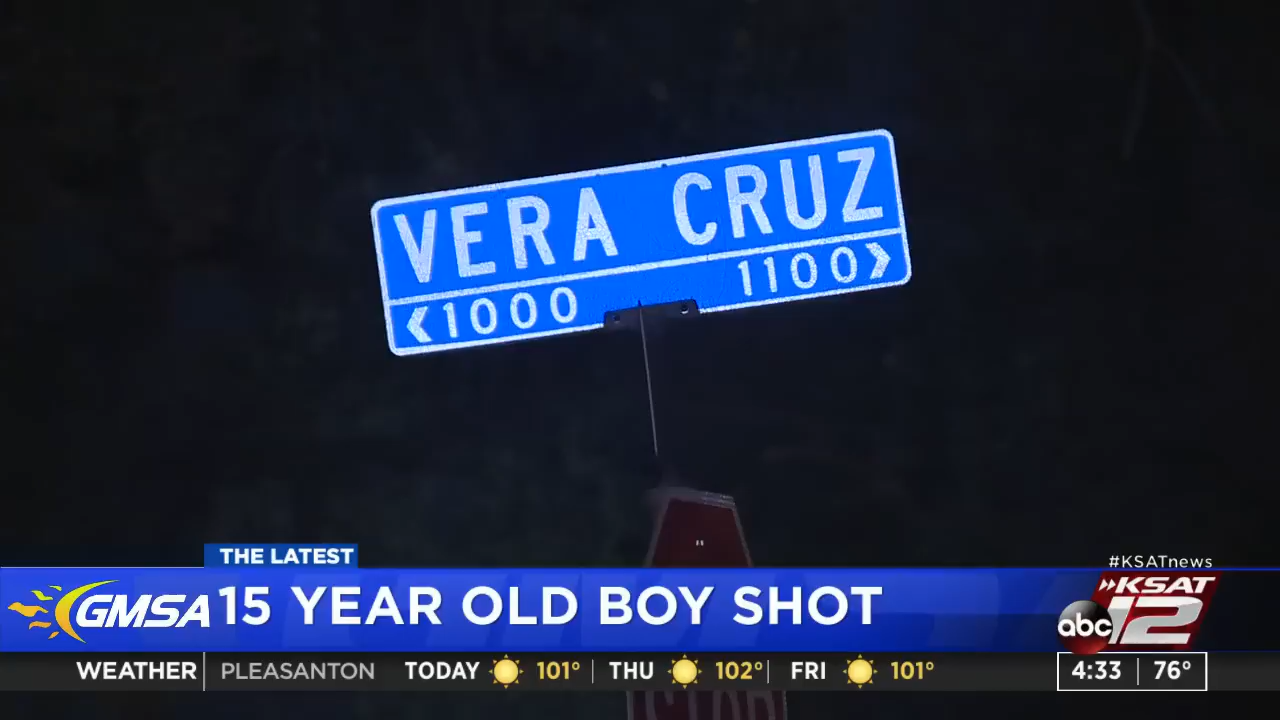 VERA CRUZ
<1000 1100>
THE LATEST
#KSATnews
GMSA 15 YEAR OLD BOY SHOT
KSAT
abc 12
WEATHER PLEASANTON TODAY 101° THU 102° FRI 101° 4:33 76°
STOP